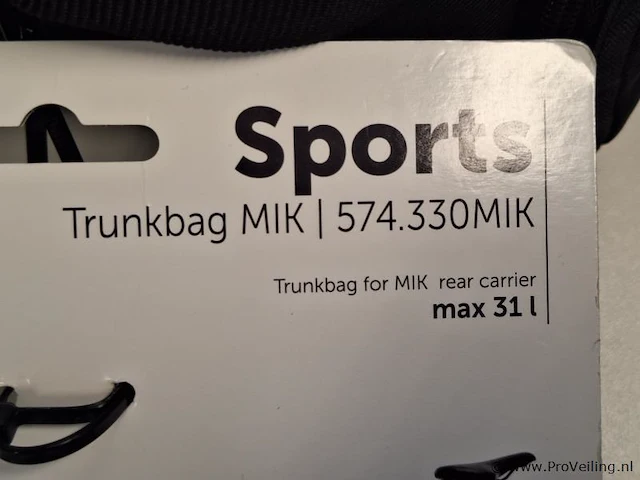 Sports
Trunkbag MIK | 574.330MIK
Trunkbag for MIK rear carrier
max 31 l
www.ProVeiling.nl